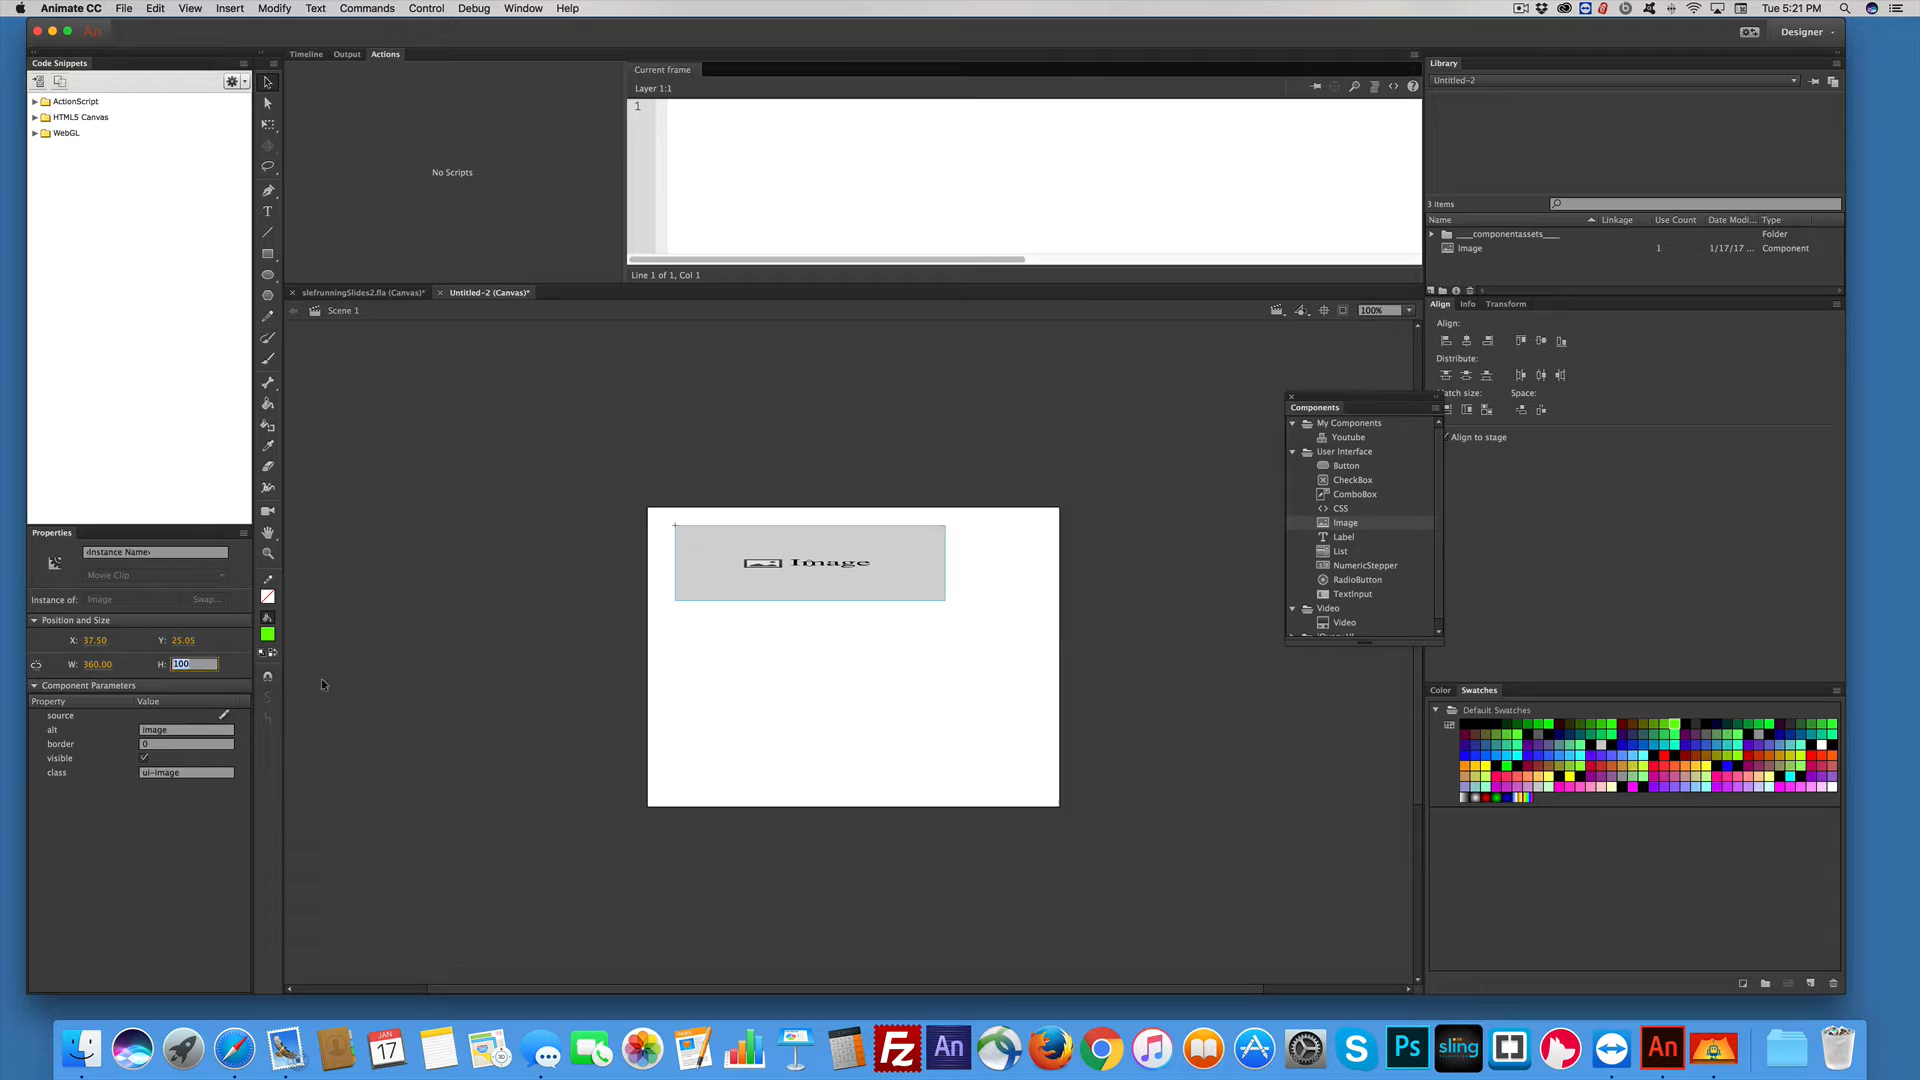 Animate CC File Edit View Insert Modify Text Commands Control Debug Window Help Tue 5:21 PM
An Designer
Code Snippets
ActionScript
HTML5 Canvas
WebGL
Timeline Output Actions
No Scripts
Current frame
Layer 1:1
1
Line 1 of 1, Col 1
slefrunningSlides2.fla (Canvas)* Untitled-2 (Canvas)*
Scene 1
100%
Image
Properties
<Instance Name>
Movie Clip
Instance of: Image Swap...
Position and Size
X: 37.50 Y: 25.05
W: 360.00 H: 100
Component Parameters
Property Value
source
alt image
border 0
visible
class ui-image
Components
My Components
Youtube
User Interface
Button
CheckBox
ComboBox
CSS
Image
Label
List
NumericStepper
RadioButton
TextInput
Video
Video
Library
Untitled-2
3 items
Name Linkage Use Count Date Modi... Type
___componentassets___ Folder
Image 1 1/17/17 ... Component
Align Info Transform
Align:
Distribute:
atch size: Space:
Align to stage
Color Swatches
Default Swatches
JAN
17
Fz An Ps sling An